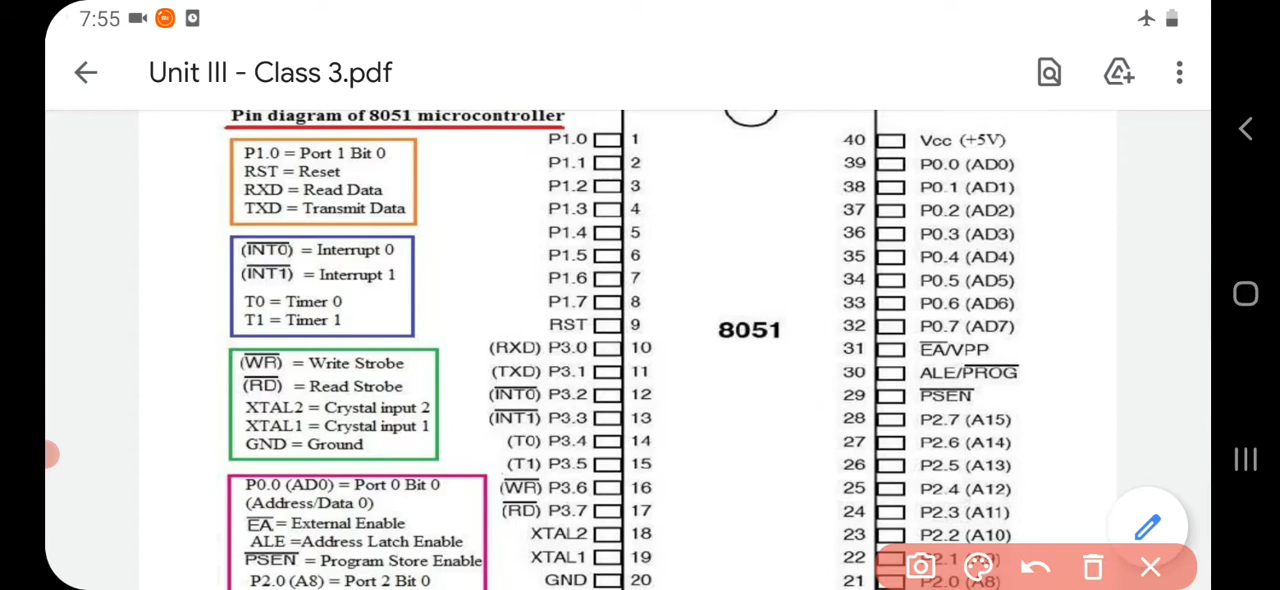 7:55
Unit III - Class 3.pdf
Pin diagram of 8051 microcontroller
P1.0 = Port 1 Bit 0
RST = Reset
RXD = Read Data
TXD = Transmit Data
(INT0) = Interrupt 0
(INT1) = Interrupt 1
T0 = Timer 0
T1 = Timer 1
(WR) = Write Strobe
(RD) = Read Strobe
XTAL2 = Crystal input 2
XTAL1 = Crystal input 1
GND = Ground
P0.0 (AD0) = Port 0 Bit 0
(Address/Data 0)
EA = External Enable
ALE =Address Latch Enable
PSEN = Program Store Enable
P2.0 (A8) = Port 2 Bit 0
P1.0 1
P1.1 2
P1.2 3
P1.3 4
P1.4 5
P1.5 6
P1.6 7
P1.7 8
RST 9
(RXD) P3.0 10
(TXD) P3.1 11
(INT0) P3.2 12
(INT1) P3.3 13
(T0) P3.4 14
(T1) P3.5 15
(WR) P3.6 16
(RD) P3.7 17
XTAL2 18
XTAL1 19
GND 20
8051
40 Vcc (+5V)
39 P0.0 (AD0)
38 P0.1 (AD1)
37 P0.2 (AD2)
36 P0.3 (AD3)
35 P0.4 (AD4)
34 P0.5 (AD5)
33 P0.6 (AD6)
32 P0.7 (AD7)
31 EA/VPP
30 ALE/PROG
29 PSEN
28 P2.7 (A15)
27 P2.6 (A14)
26 P2.5 (A13)
25 P2.4 (A12)
24 P2.3 (A11)
23 P2.2 (A10)
22
21 P2.0 (A8)